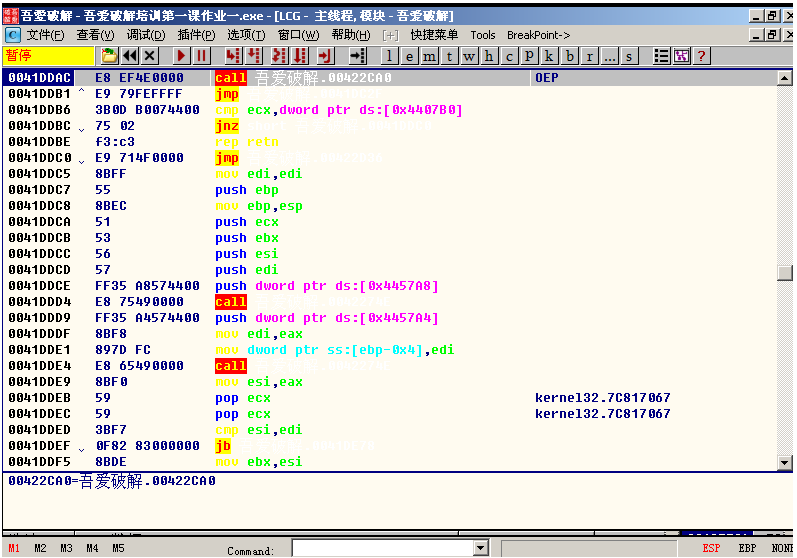 吾爱破解 - 吾爱破解培训第一课作业一.exe - [LCG - 主线程, 模块 - 吾爱破解]
C 文件(F) 查看(V) 调试(D) 插件(P) 选项(T) 窗口(W) 帮助(H) [+] 快捷菜单 Tools BreakPoint->
暂停 l e m t w h c p k b r ... s ?
0041DDAC E8 EF4E0000 call 吾爱破解.00422CA0 OEP
0041DDB1 ^ E9 79FEFFFF jmp
0041DDB6 3B0D B0074400 cmp ecx,dword ptr ds:[0x4407B0]
0041DDBC 75 02 jnz
0041DDBE f3:c3 rep retn
0041DDC0 E9 714F0000 jmp
0041DDC5 8BFF mov edi,edi
0041DDC7 55 push ebp
0041DDC8 8BEC mov ebp,esp
0041DDCA 51 push ecx
0041DDCB 53 push ebx
0041DDCC 56 push esi
0041DDCD 57 push edi
0041DDCE FF35 A8574400 push dword ptr ds:[0x4457A8]
0041DDD4 E8 75490000 call
0041DDD9 FF35 A4574400 push dword ptr ds:[0x4457A4]
0041DDDF 8BF8 mov edi,eax
0041DDE1 897D FC mov dword ptr ss:[ebp-0x4],edi
0041DDE4 E8 65490000 call
0041DDE9 8BF0 mov esi,eax
0041DDEB 59 pop ecx kernel32.7C817067
0041DDEC 59 pop ecx kernel32.7C817067
0041DDED 3BF7 cmp esi,edi
0041DDEF 0F82 83000000 jb
0041DDF5 8BDE mov ebx,esi
00422CA0=吾爱破解.00422CA0
M1 M2 M3 M4 M5 Command: ESP EBP NONE